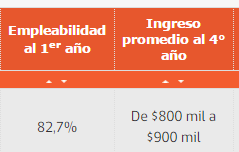 Empleabilidad
al 1er año
Ingreso
promedio al 4°
año
82,7%
De $800 mil a
$900 mil